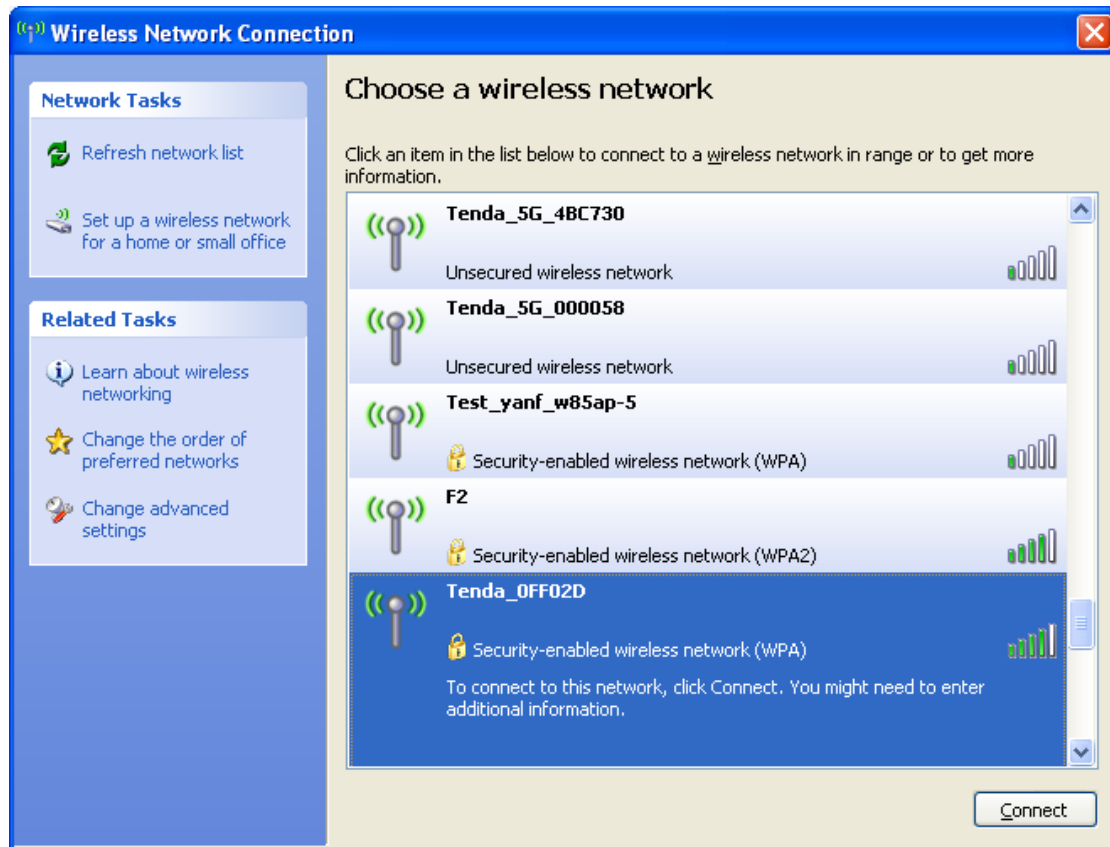 Wireless Network Connection
Network Tasks
Refresh network list
Set up a wireless network
for a home or small office
Related Tasks
Learn about wireless
networking
Change the order of
preferred networks
Change advanced
settings
Choose a wireless network
Click an item in the list below to connect to a wireless network in range or to get more
information.
Tenda_5G_4BC730
Unsecured wireless network
Tenda_5G_000058
Unsecured wireless network
Test_yanf_w85ap-5
Security-enabled wireless network (WPA)
F2
Security-enabled wireless network (WPA2)
Tenda_0FF02D
Security-enabled wireless network (WPA)
To connect to this network, click Connect. You might need to enter
additional information.
Connect